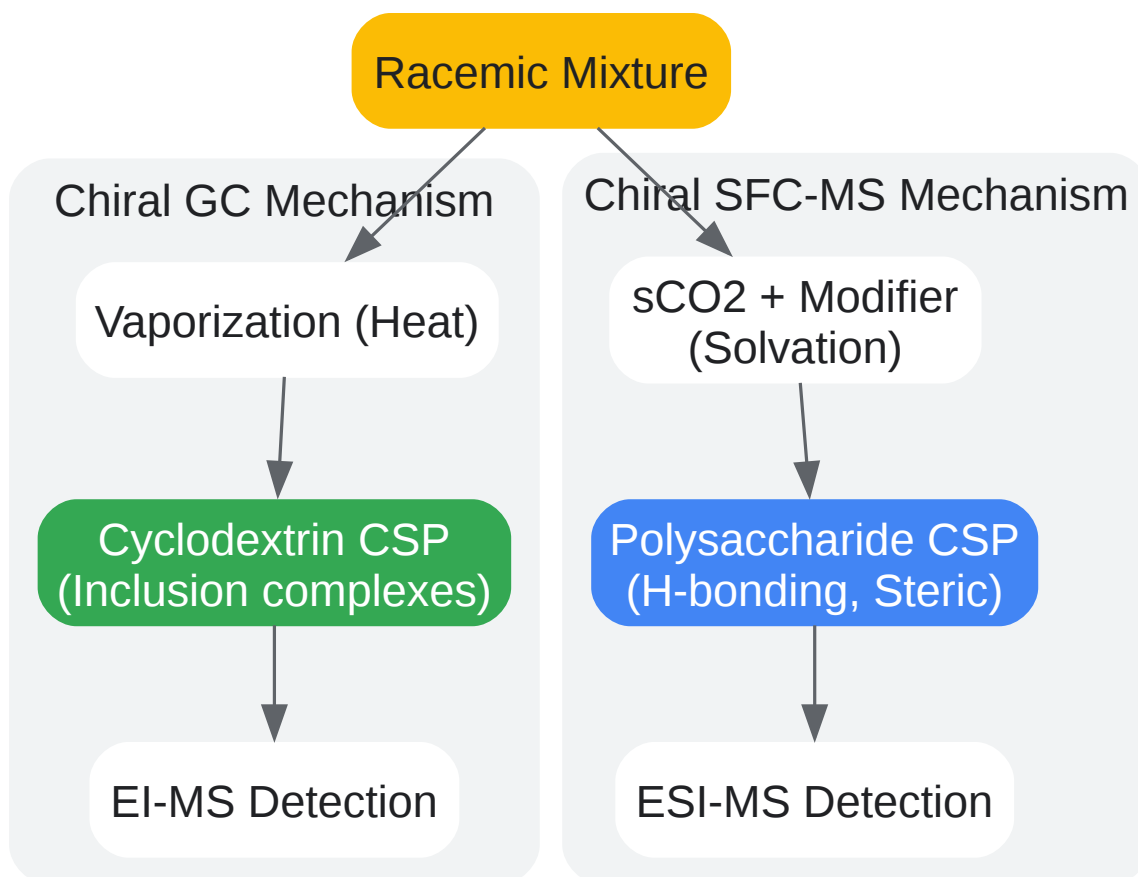 Racemic Mixture
Chiral GC Mechanism
Vaporization (Heat)
Cyclodextrin CSP
(Inclusion complexes)
EI-MS Detection
Chiral SFC-MS Mechanism
sCO2 + Modifier
(Solvation)
Polysaccharide CSP
(H-bonding, Steric)
ESI-MS Detection